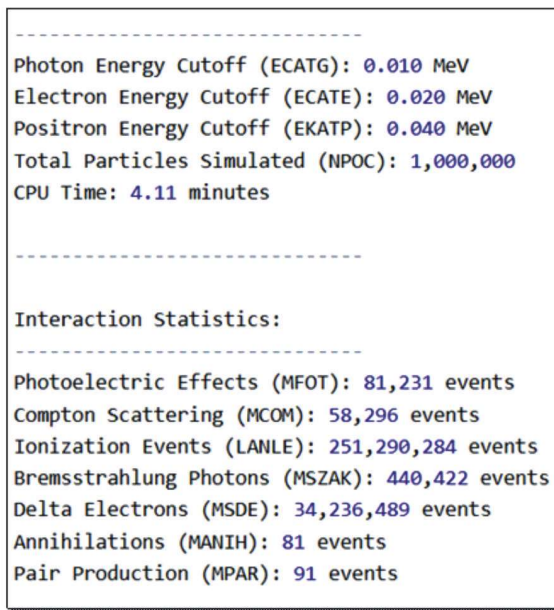 ------------------------------
Photon Energy Cutoff (ECATG): 0.010 MeV
Electron Energy Cutoff (ECATE): 0.020 MeV
Positron Energy Cutoff (EKATP): 0.040 MeV
Total Particles Simulated (NPOC): 1,000,000
CPU Time: 4.11 minutes
------------------------------
Interaction Statistics:
------------------------------
Photoelectric Effects (MFOT): 81,231 events
Compton Scattering (MCOM): 58,296 events
Ionization Events (LANLE): 251,290,284 events
Bremsstrahlung Photons (MSZAK): 440,422 events
Delta Electrons (MSDE): 34,236,489 events
Annihilations (MANIH): 81 events
Pair Production (MPAR): 91 events